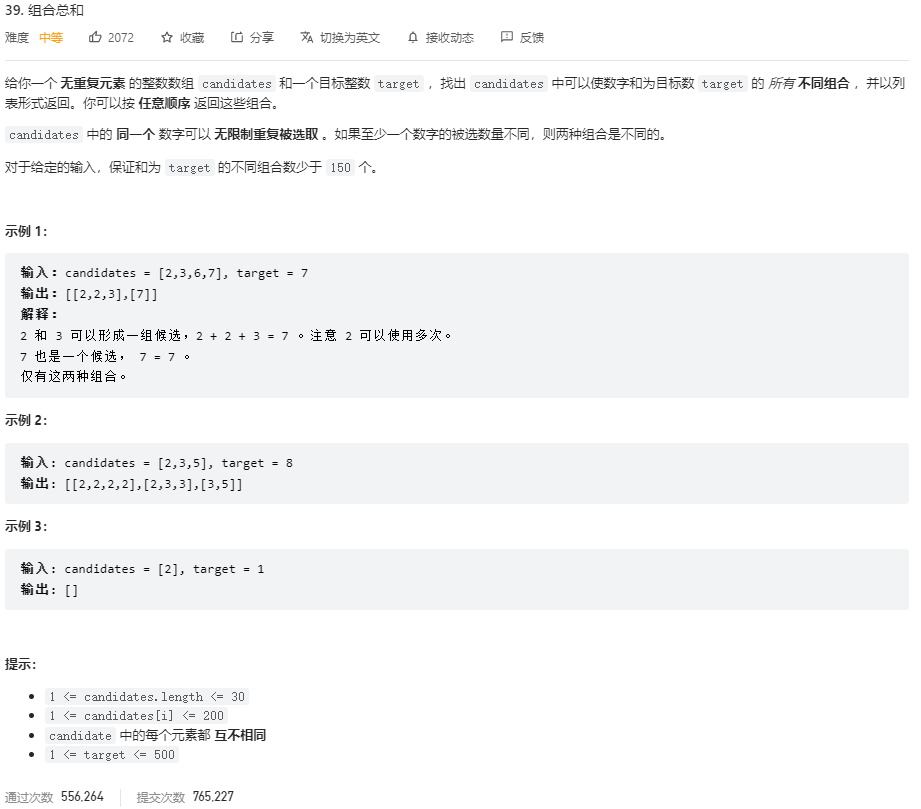 39. 组合总和
难度 中等 2072 收藏 分享 切换为英文 接收动态 反馈
给你一个 无重复元素 的整数数组 candidates 和一个目标整数 target ，找出 candidates 中可以使数字和为目标数 target 的 所有 不同组合 ，并以列
表形式返回。你可以按 任意顺序 返回这些组合。
candidates 中的 同一个 数字可以 无限制重复被选取 。如果至少一个数字的被选数量不同，则两种组合是不同的。
对于给定的输入，保证和为 target 的不同组合数少于 150 个。
示例 1：
输入：candidates = [2,3,6,7], target = 7
输出：[[2,2,3],[7]]
解释：
2 和 3 可以形成一组候选，2 + 2 + 3 = 7 。注意 2 可以使用多次。
7 也是一个候选， 7 = 7 。
仅有这两种组合。
示例 2：
输入：candidates = [2,3,5], target = 8
输出：[[2,2,2,2],[2,3,3],[3,5]]
示例 3：
输入：candidates = [2], target = 1
输出：[]
提示：
1 <= candidates.length <= 30
1 <= candidates[i] <= 200
candidate 中的每个元素都 互不相同
1 <= target <= 500
通过次数 556,264 提交次数 765,227